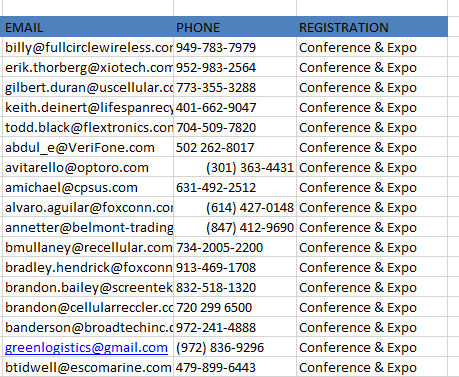 EMAIL PHONE REGISTRATION
billy@fullcirclewireless.cor 949-783-7979 Conference & Expo
erik.thorberg@xiotech.com 952-983-2564 Conference & Expo
gilbert.duran@uscellular.cc 773-355-3288 Conference & Expo
keith.deinert@lifespanrecy 401-662-9047 Conference & Expo
todd.black@flextronics.con 704-509-7820 Conference & Expo
abdul_e@VeriFone.com 502 262-8017 Conference & Expo
avitarello@optoro.com (301) 363-4431 Conference & Expo
amichael@cpsus.com 631-492-2512 Conference & Expo
alvaro.aguilar@foxconn.cor (614) 427-0148 Conference & Expo
annetter@belmont-trading (847) 412-9690 Conference & Expo
bmullaney@recellular.com 734-2005-2200 Conference & Expo
bradley.hendrick@foxconn 913-469-1708 Conference & Expo
brandon.bailey@screentek 832-518-1320 Conference & Expo
brandon@cellularreccler.cc 720 299 6500 Conference & Expo
banderson@broadtechinc.c 972-241-4888 Conference & Expo
greenlogistics@gmail.com (972) 836-9296 Conference & Expo
btidwell@escomarine.com 479-899-6443 Conference & Expo